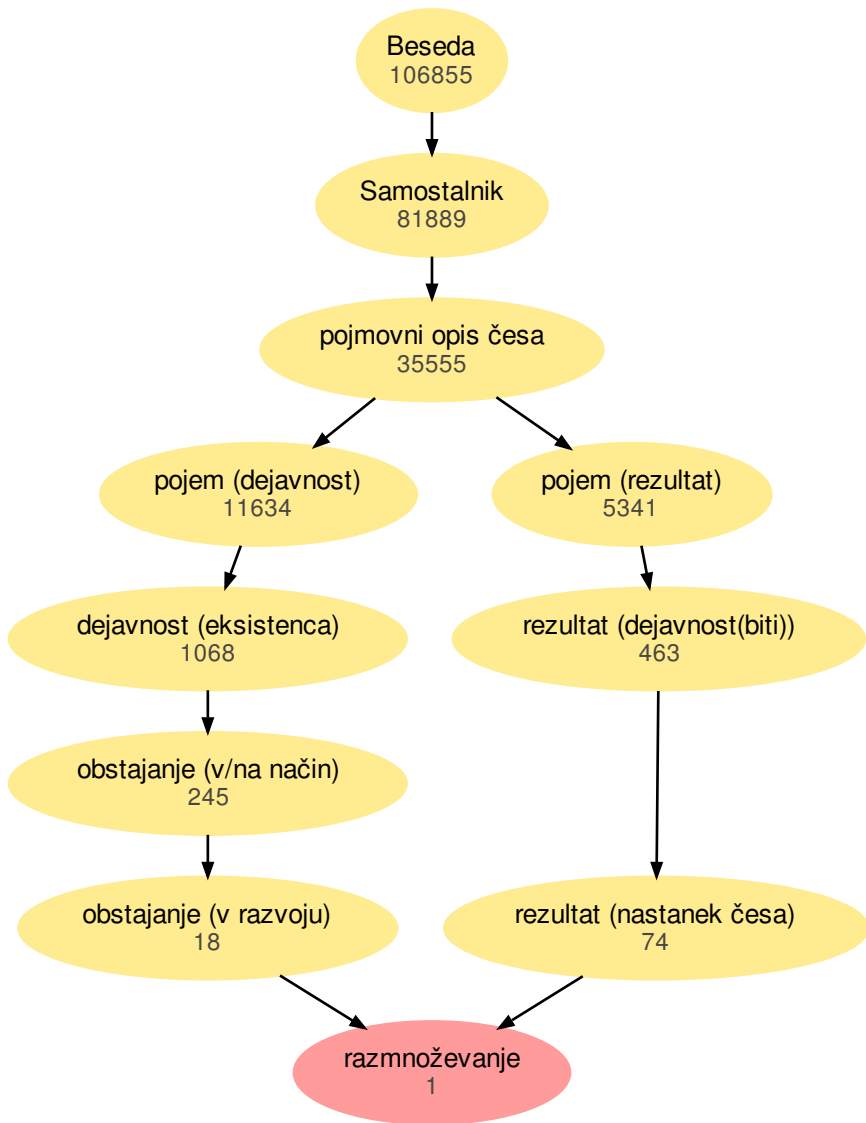 Beseda
106855
Samostalnik
81889
pojmovni opis česa
35555
pojem (dejavnost)
11634
pojem (rezultat)
5341
dejavnost (eksistenca)
1068
rezultat (dejavnost(biti))
463
obstajanje (v/na način)
245
obstajanje (v razvoju)
18
rezultat (nastanek česa)
74
razmnoževanje
1